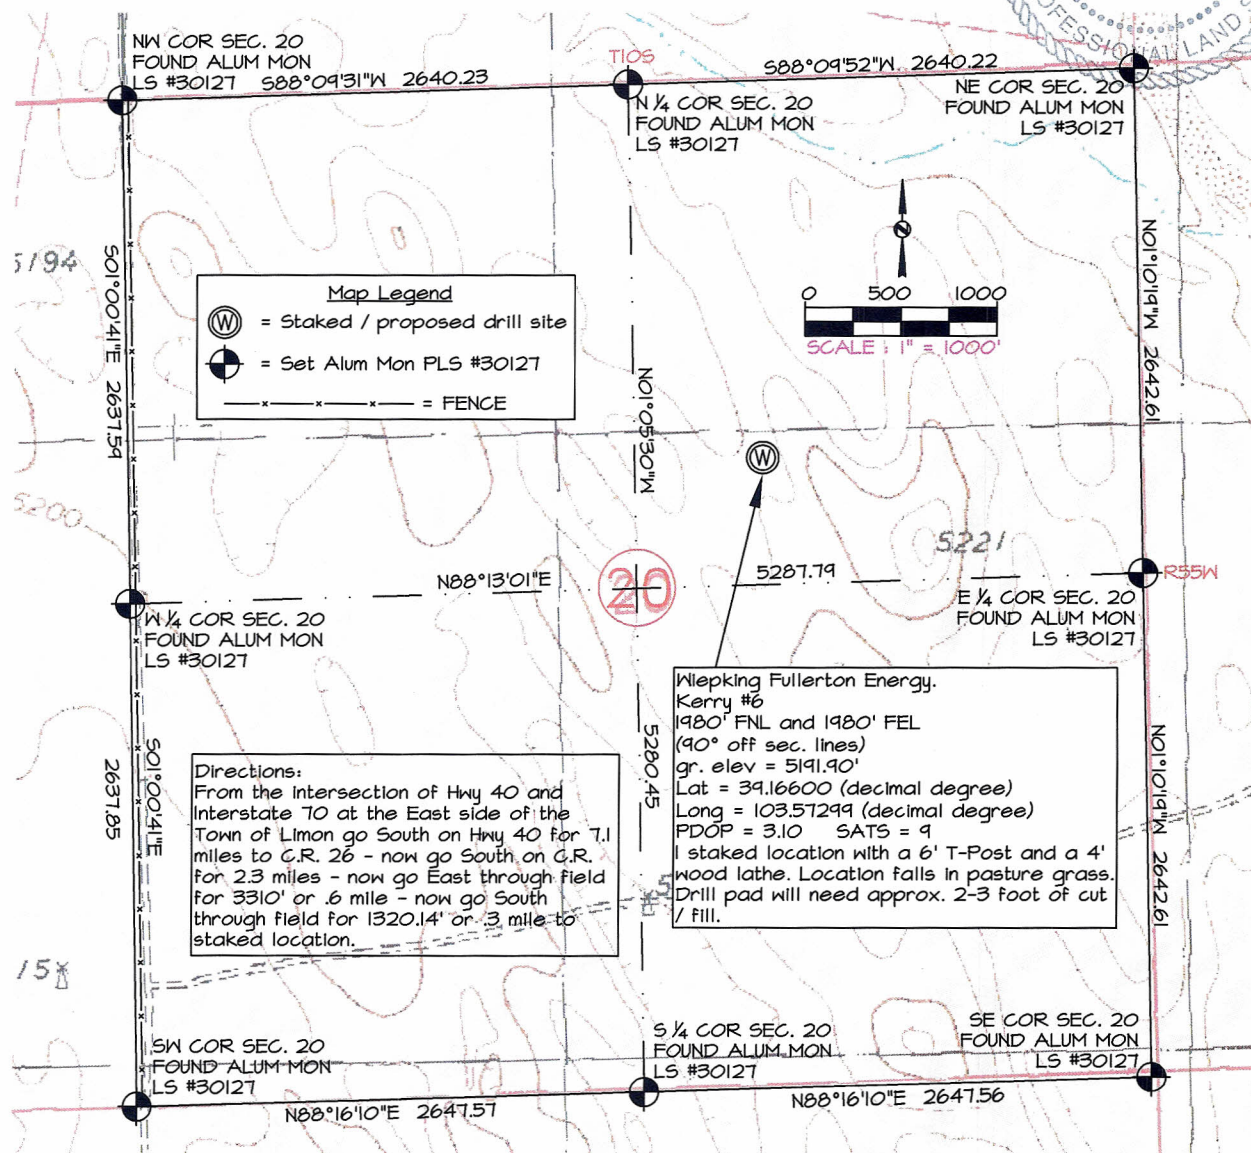 PROFESSIONAL LAND S
NW COR SEC. 20
FOUND ALUM MON
LS #30127
S88°09'31"W 2640.23
T10S
N 1/4 COR SEC. 20
FOUND ALUM MON
LS #30127
S88°09'52"W 2640.22
NE COR SEC. 20
FOUND ALUM MON
LS #30127
5194
S01°00'41"E 2637.59
Map Legend
W = Staked / proposed drill site
= Set Alum Mon PLS #30127
= FENCE
N
0 500 1000
SCALE : 1" = 1000'
N01°10'19"W 2642.61
N01°05'30"W
W
5200
5221
N88°13'01"E
20
5287.79
R55W
W 1/4 COR SEC. 20
FOUND ALUM MON
LS #30127
E 1/4 COR SEC. 20
FOUND ALUM MON
LS #30127
Wiepking Fullerton Energy.
Kerry #6
1980' FNL and 1980' FEL
(90° off sec. lines)
gr. elev = 5191.90'
Lat = 39.16600 (decimal degree)
Long = 103.57299 (decimal degree)
PDOP = 3.10 SATS = 9
I staked location with a 6' T-Post and a 4'
wood lathe. Location falls in pasture grass.
Drill pad will need approx. 2-3 foot of cut
/ fill.
5280.45
N01°10'19"W 2642.61
2637.85
S01°00'41"E
Directions:
From the intersection of Hwy 40 and
Interstate 70 at the East side of the
Town of Limon go South on Hwy 40 for 7.1
miles to C.R. 26 - now go South on C.R.
for 2.3 miles - now go East through field
for 3310' or .6 mile - now go South
through field for 1320.14' or .3 mile to
staked location.
15
SW COR SEC. 20
FOUND ALUM MON
LS #30127
S 1/4 COR SEC. 20
FOUND ALUM MON
LS #30127
SE COR SEC. 20
FOUND ALUM MON
LS #30127
N88°16'10"E 2647.57
N88°16'10"E 2647.56